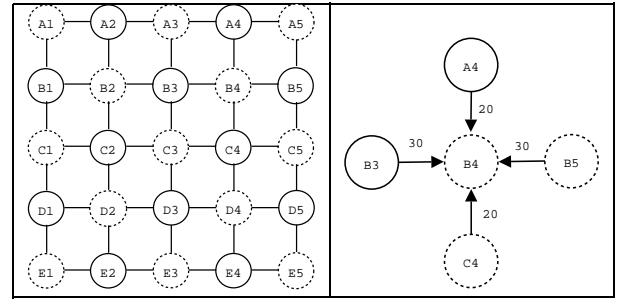 A1 A2 A3 A4 A5
B1 B2 B3 B4 B5
C1 C2 C3 C4 C5
D1 D2 D3 D4 D5
E1 E2 E3 E4 E5
A4
20
30 30
B3 B4 B5
20
C4